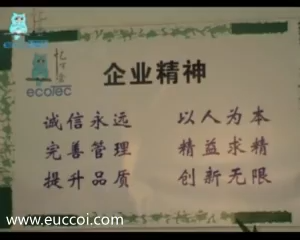 ecotec
企业精神
诚信永远 以人为本
完善管理 精益求精
提升品质 创新无限
www.euccoi.com